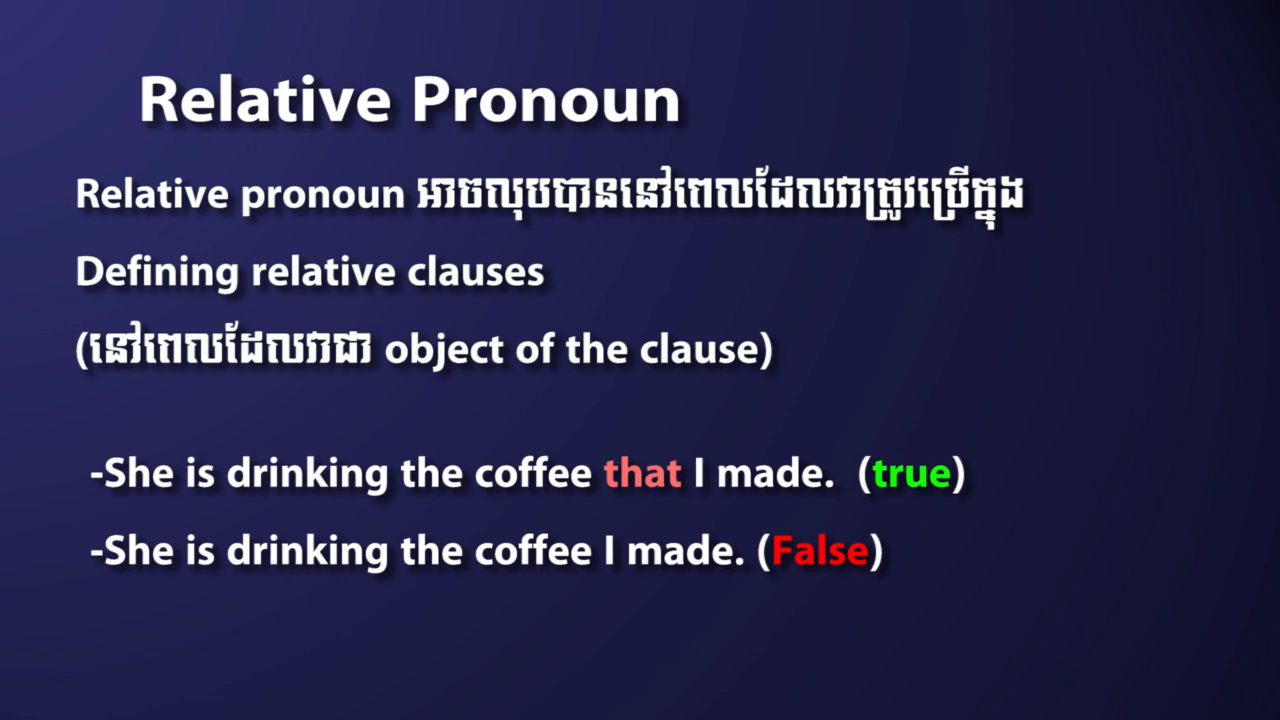 Relative Pronoun
Relative pronoun អាចលុបបាននៅពេលដែលវាត្រូវប្រើក្នុង
Defining relative clauses
(នៅពេលដែលវាជា object of the clause)
-She is drinking the coffee that I made. (true)
-She is drinking the coffee I made. (False)